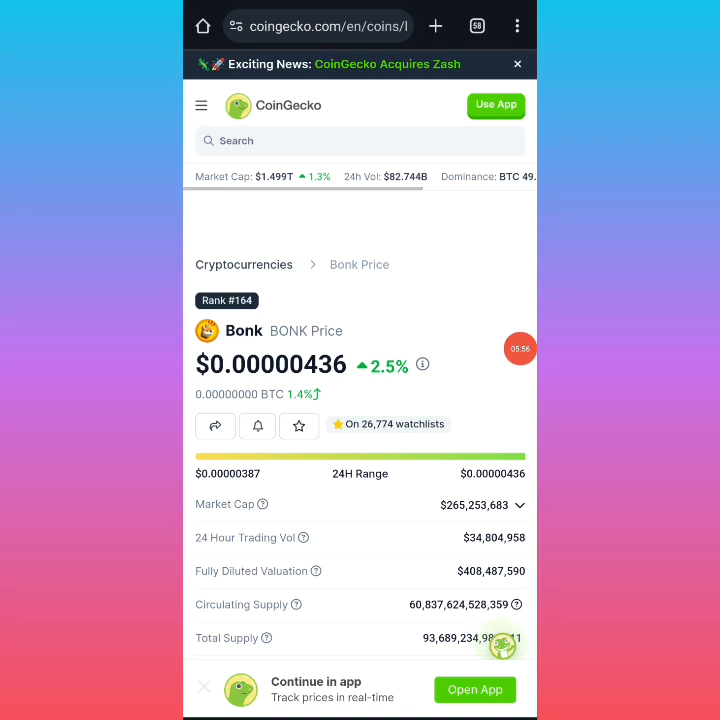 coingecko.com/en/coins/
58
Exciting News: CoinGecko Acquires Zash
CoinGecko
Use App
Search
Market Cap: $1.499T 1.3% 24h Vol: $82.744B Dominance: BTC 49.
Cryptocurrencies > Bonk Price
Rank #164
Bonk BONK Price
$0.00000436 2.5%
05:56
0.00000000 BTC 1.4%
On 26,774 watchlists
$0.00000387 24H Range $0.00000436
Market Cap $265,253,683
24 Hour Trading Vol $34,804,958
Fully Diluted Valuation $408,487,590
Circulating Supply 60,837,624,528,359
Total Supply
Continue in app
Track prices in real-time
Open App